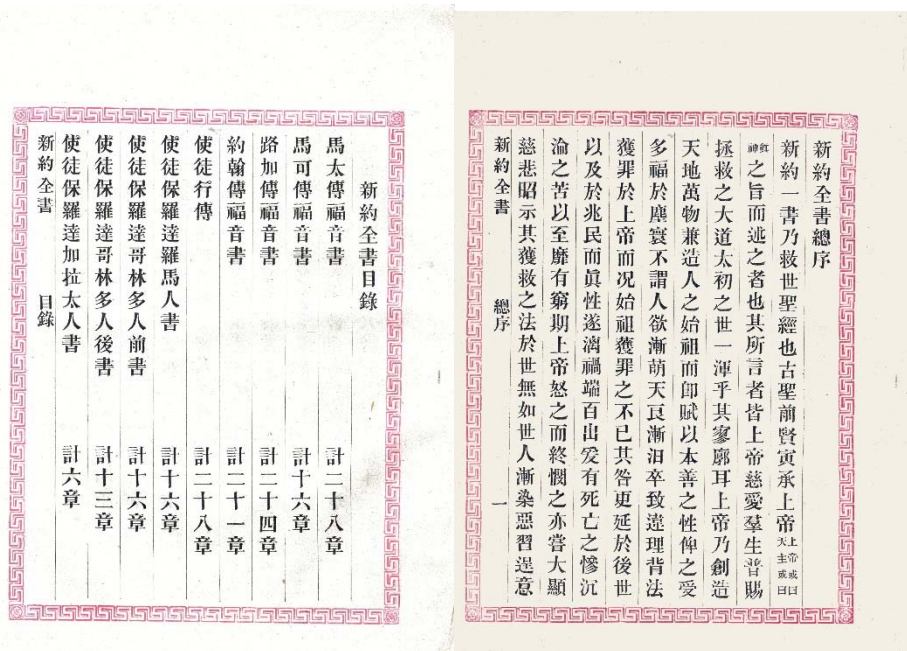 新約全書總序
新約一書乃救世聖經也古聖前賢寅承上帝上帝或曰天主或曰
眞神之旨而述之者也其所言者皆上帝慈愛羣生普賜
拯救之大道太初之世一渾乎其寥廓耳上帝乃創造
天地萬物兼造人之始祖而卽賦以本善之性俾之受
多福於塵寰不謂人欲漸萌天良漸汨卒致違理背法
獲罪於上帝而况始祖獲罪之不已其咎更延於後世
以及於兆民而眞性遂漓禍端百出爰有死亡之慘沉
淪之苦以至靡有窮期上帝怒之而終憫之亦嘗大顯
慈悲昭示其獲救之法於世無如世人漸染惡習逞意
新約全書 總序 一
新約全書目錄
馬太傳福音書 計二十八章
馬可傳福音書 計十六章
路加傳福音書 計二十四章
約翰傳福音書 計二十一章
使徒行傳 計二十八章
使徒保羅達羅馬人書 計十六章
使徒保羅達哥林多人前書 計十六章
使徒保羅達哥林多人後書 計十三章
使徒保羅達加拉太人書 計六章
新約全書 目錄